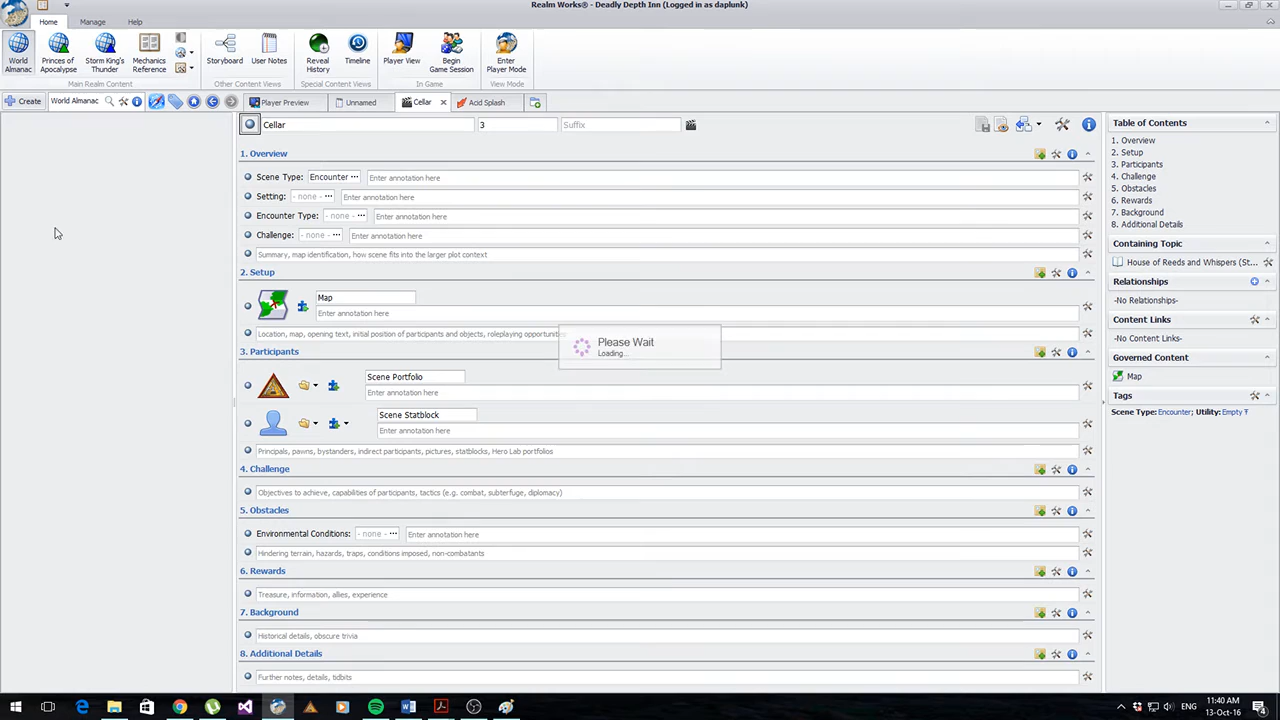 Realm Works® - Deadly Depth Inn (Logged in as daplunk)
Home Manage Help
World Almanac
Princes of Apocalypse
Storm King's Thunder
Mechanics Reference
Storyboard
User Notes
Reveal History
Timeline
Player View
Begin Game Session
Enter Player Mode
Main Realm Content
Other Content Views
Special Content Views
In Game
View Mode
Create
World Almanac
Player Preview
Unnamed
Cellar
Acid Splash
Cellar 3 Suffix
1. Overview
Scene Type: Encounter ··· Enter annotation here
Setting: - none - ··· Enter annotation here
Encounter Type: - none - ··· Enter annotation here
Challenge: - none - ··· Enter annotation here
Summary, map identification, how scene fits into the larger plot context
2. Setup
Map
Enter annotation here
Location, map, opening text, initial position of participants and objects, roleplaying opportunities
Please Wait
Loading...
3. Participants
Scene Portfolio
Enter annotation here
Scene Statblock
Enter annotation here
Principals, pawns, bystanders, indirect participants, pictures, statblocks, Hero Lab portfolios
4. Challenge
Objectives to achieve, capabilities of participants, tactics (e.g. combat, subterfuge, diplomacy)
5. Obstacles
Environmental Conditions: - none - ··· Enter annotation here
Hindering terrain, hazards, traps, conditions imposed, non-combatants
6. Rewards
Treasure, information, allies, experience
7. Background
Historical details, obscure trivia
8. Additional Details
Further notes, details, tidbits
Table of Contents
1. Overview
2. Setup
3. Participants
4. Challenge
5. Obstacles
6. Rewards
7. Background
8. Additional Details
Containing Topic
House of Reeds and Whispers (St...
Relationships
-No Relationships-
Content Links
-No Content Links-
Governed Content
Map
Tags
Scene Type: Encounter; Utility: Empty
11:40 AM
13-Oct-16